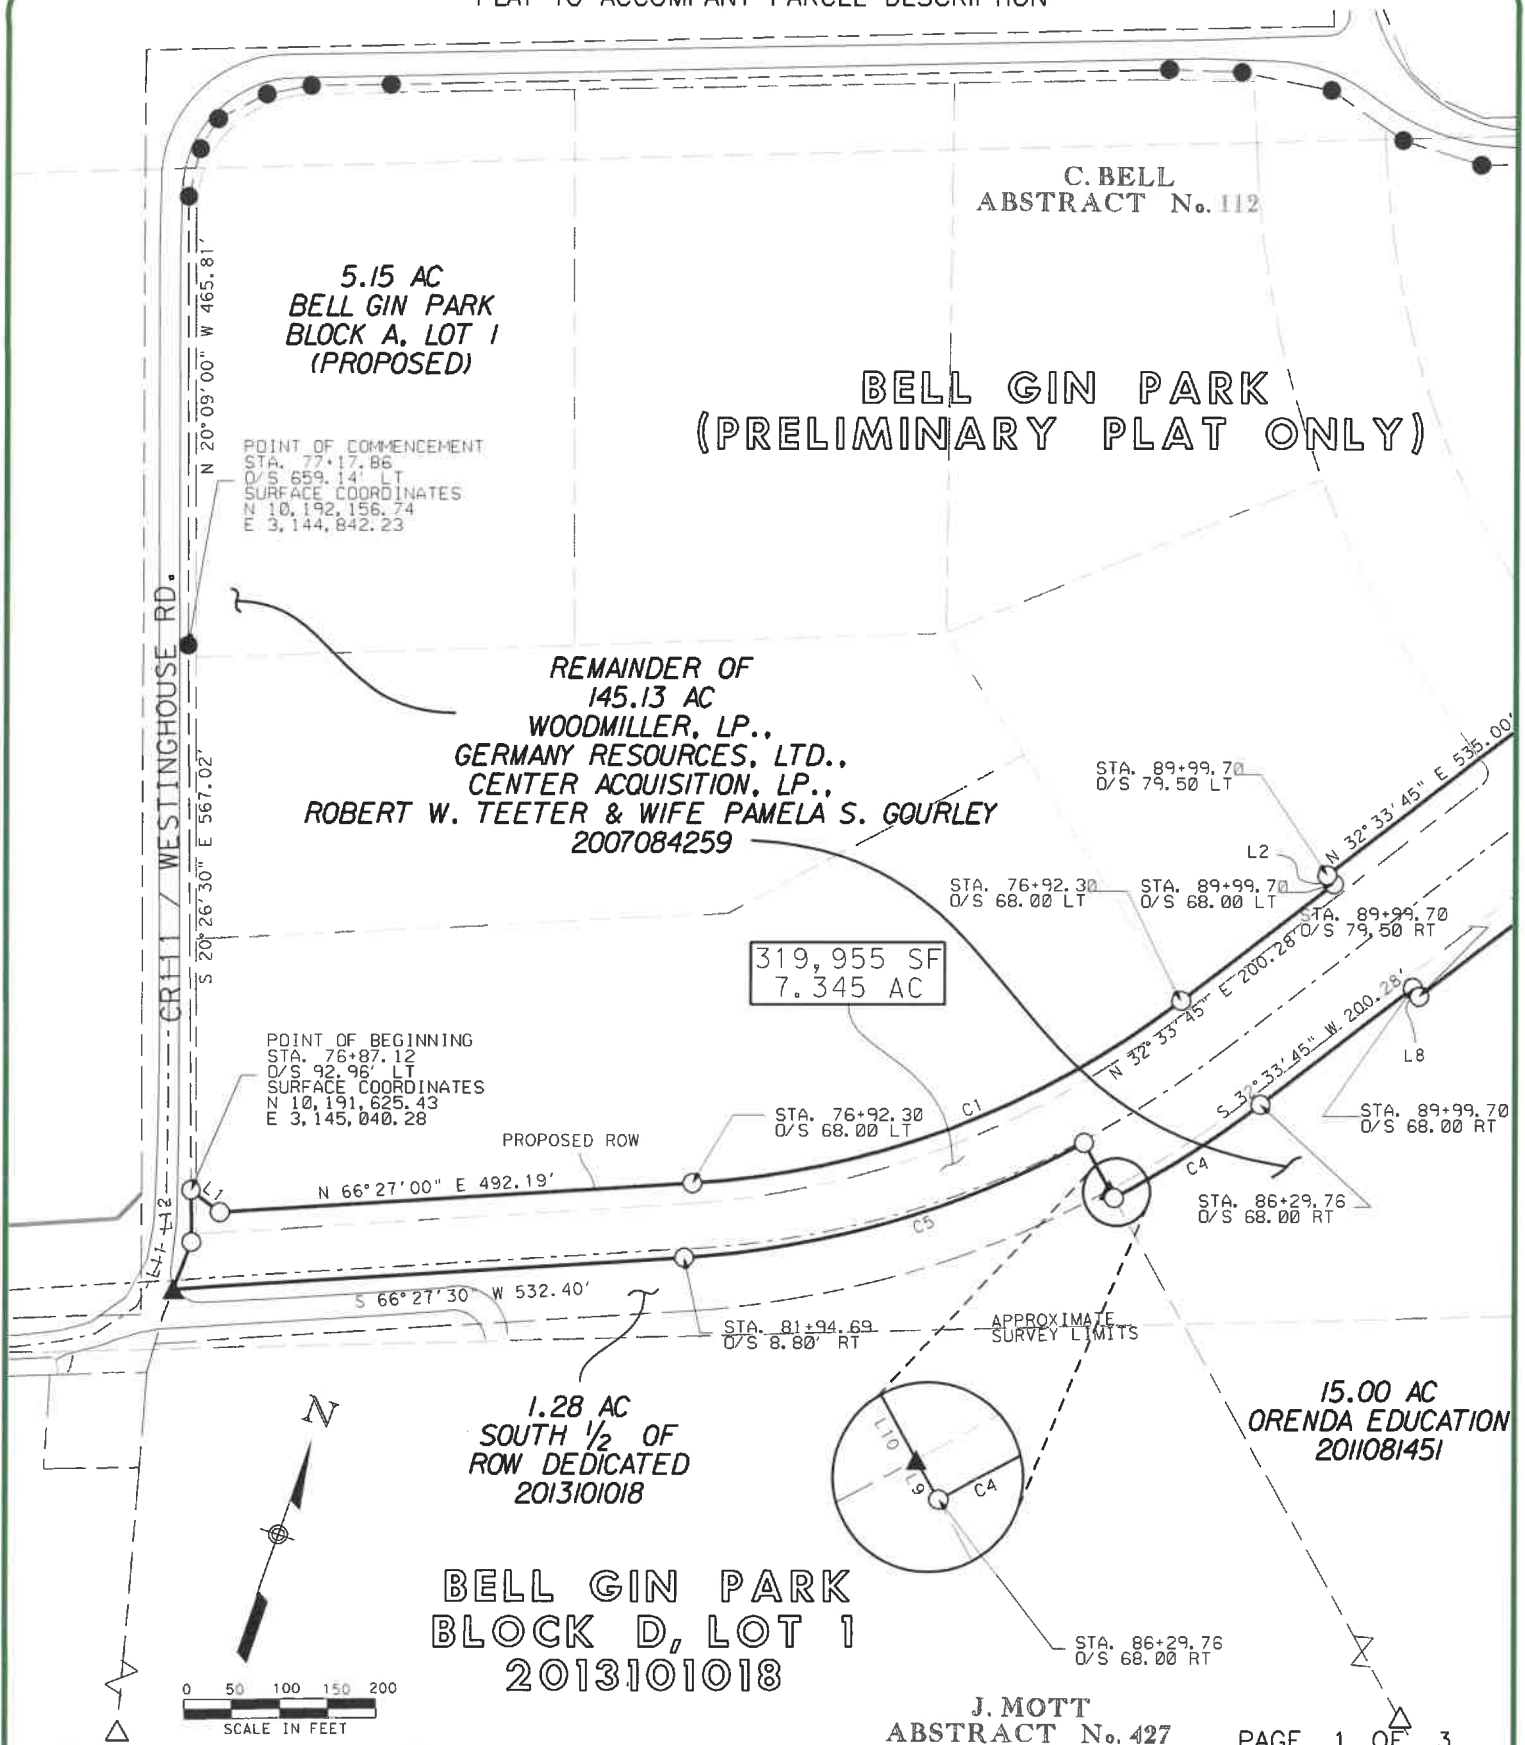 PLAT TO ACCOMPANY PARCEL DESCRIPTION
C. BELL
ABSTRACT No. 112
N 20°09'00" W 465.81'
5.15 AC
BELL GIN PARK
BLOCK A, LOT 1
(PROPOSED)
BELL GIN PARK
(PRELIMINARY PLAT ONLY)
POINT OF COMMENCEMENT
STA. 77+17.86
O/S 659.14' LT
SURFACE COORDINATES
N 10,192,156.74
E 3,144,842.23
CR111 / WESTINGHOUSE RD.
REMAINDER OF
145.13 AC
WOODMILLER, LP.,
GERMANY RESOURCES, LTD.,
CENTER ACQUISITION, LP.,
ROBERT W. TEETER & WIFE PAMELA S. GOURLEY
2007084259
S 20°26'30" E 567.02'
STA. 89+99.70
O/S 79.50 LT
N 32°33'45" E 535.00'
L2
STA. 76+92.30
O/S 68.00 LT
STA. 89+99.70
O/S 68.00 LT
STA. 89+99.70
O/S 79.50 RT
319,955 SF
7.345 AC
N 32°33'45" E 200.28'
S 32°33'45" W 200.28'
L8
POINT OF BEGINNING
STA. 76+87.12
O/S 92.96' LT
SURFACE COORDINATES
N 10,191,625.43
E 3,145,040.28
PROPOSED ROW
STA. 76+92.30
O/S 68.00 LT
C1
STA. 89+99.70
O/S 68.00 RT
L1
N 66°27'00" E 492.19'
C4
STA. 86+29.76
O/S 68.00 RT
C5
L12
L11
S 66°27'30" W 532.40'
STA. 81+94.69
O/S 8.80' RT
APPROXIMATE
SURVEY LIMITS
N
1.28 AC
SOUTH 1/2 OF
ROW DEDICATED
2013101018
15.00 AC
ORENDA EDUCATION
2011081451
L10
L9
C4
BELL GIN PARK
BLOCK D, LOT 1
2013101018
STA. 86+29.76
O/S 68.00 RT
0 50 100 150 200
SCALE IN FEET
J. MOTT
ABSTRACT No. 427
PAGE 1 OF 3